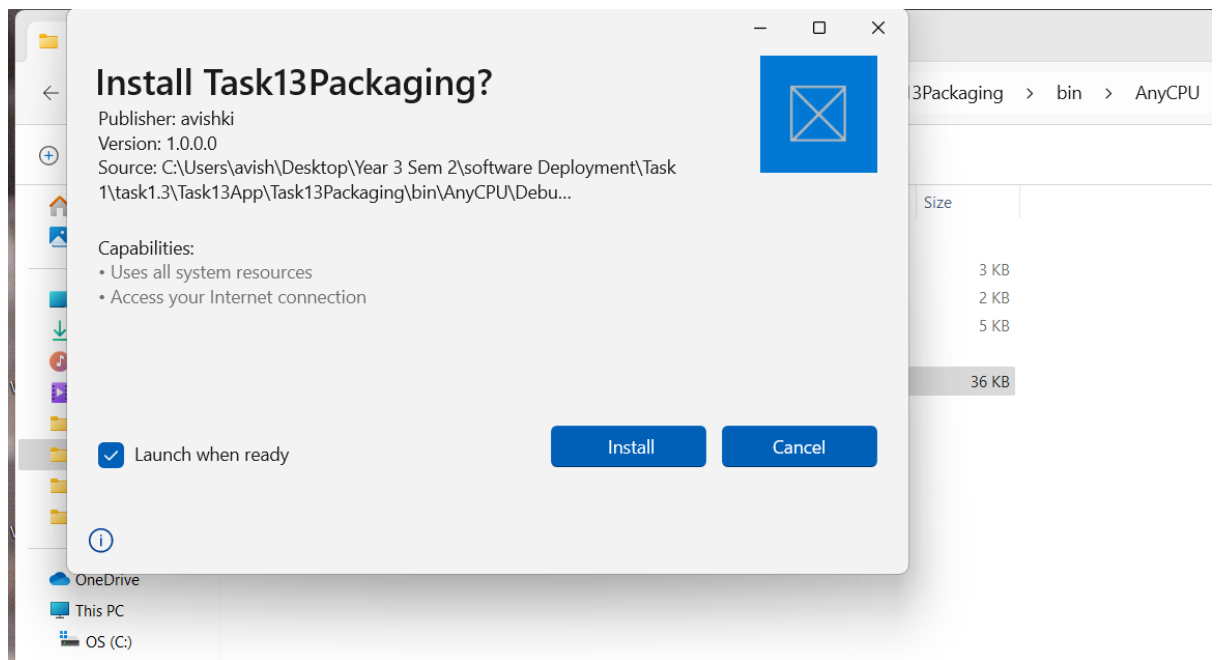 Install Task13Packaging?
Publisher: avishki
Version: 1.0.0.0
Source: C:\Users\avish\Desktop\Year 3 Sem 2\software Deployment\Task
1\task1.3\Task13App\Task13Packaging\bin\AnyCPU\Debu...
Capabilities:
• Uses all system resources
• Access your Internet connection
Launch when ready
Install
Cancel
13Packaging > bin > AnyCPU
Size
3 KB
2 KB
5 KB
36 KB
OneDrive
This PC
OS (C:)